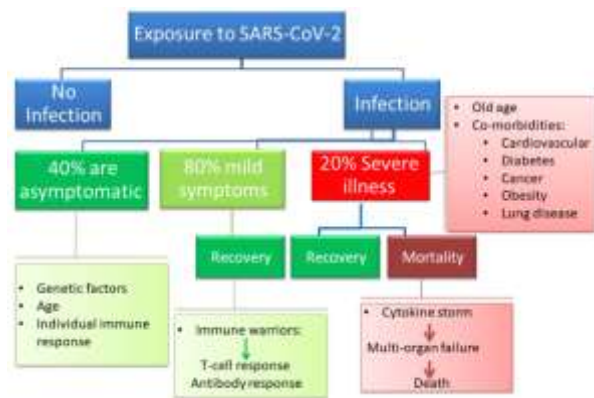 Exposure to SARS-CoV-2
No
Infection
Infection
• Old age
• Co-morbidities:
• Cardiovascular
• Diabetes
• Cancer
• Obesity
• Lung disease
40% are
asymptomatic
80% mild
symptoms
20% Severe
illness
Recovery
Recovery
Mortality
• Genetic factors
• Age
• Individual immune
response
• Immune warriors:
T-cell response
Antibody response
• Cytokine storm
Multi-organ failure
Death